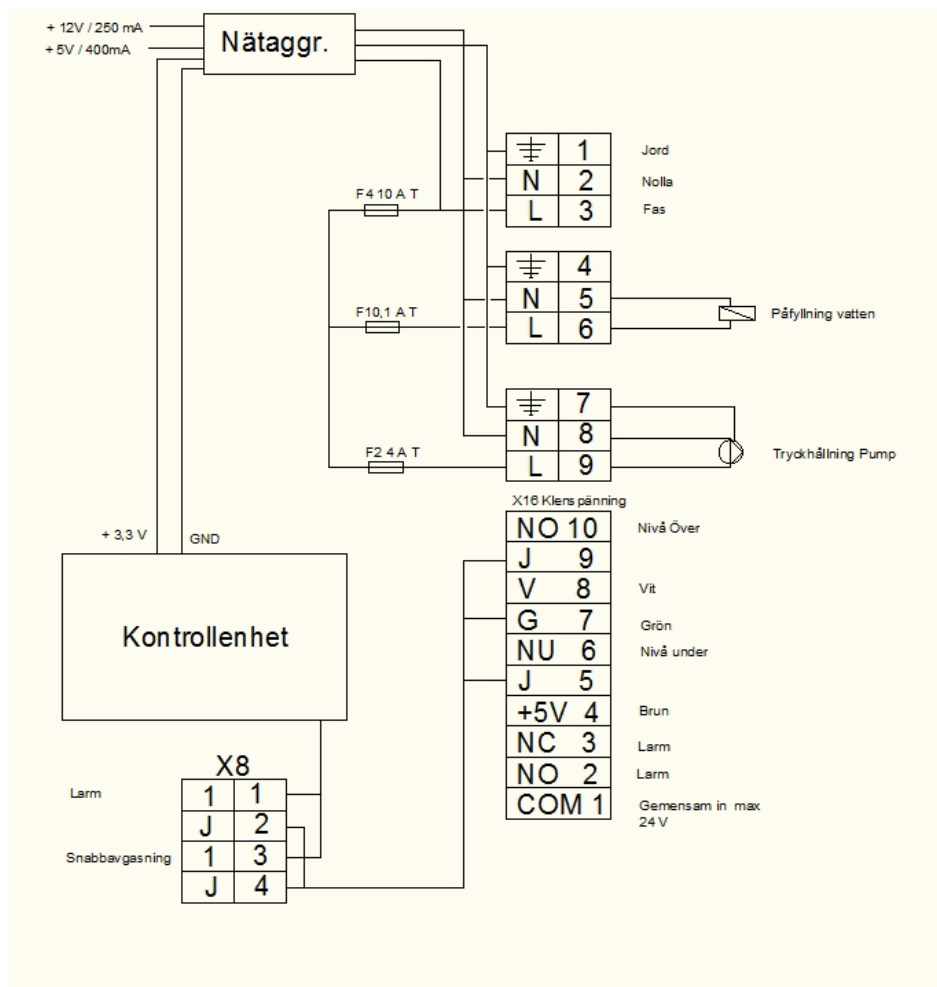 + 12V / 250 mA
+ 5V / 400mA
Nätaggr.
1 Jord
N 2 Nolla
F4 10 A T
L 3 Fas
4
N 5
F10,1 A T
L 6
Påfyllning vatten
7
N 8
F2 4 A T
L 9
Tryckhållning Pump
X16 Klenspänning
NO 10 Nivå Över
J 9
V 8 Vit
G 7 Grön
NU 6 Nivå under
J 5
+5V 4 Brun
NC 3 Larm
NO 2 Larm
COM 1 Gemensam in max
24 V
+ 3,3 V
GND
Kontrollenhet
X8
Larm 1 1
J 2
Snabbavgasning 1 3
J 4